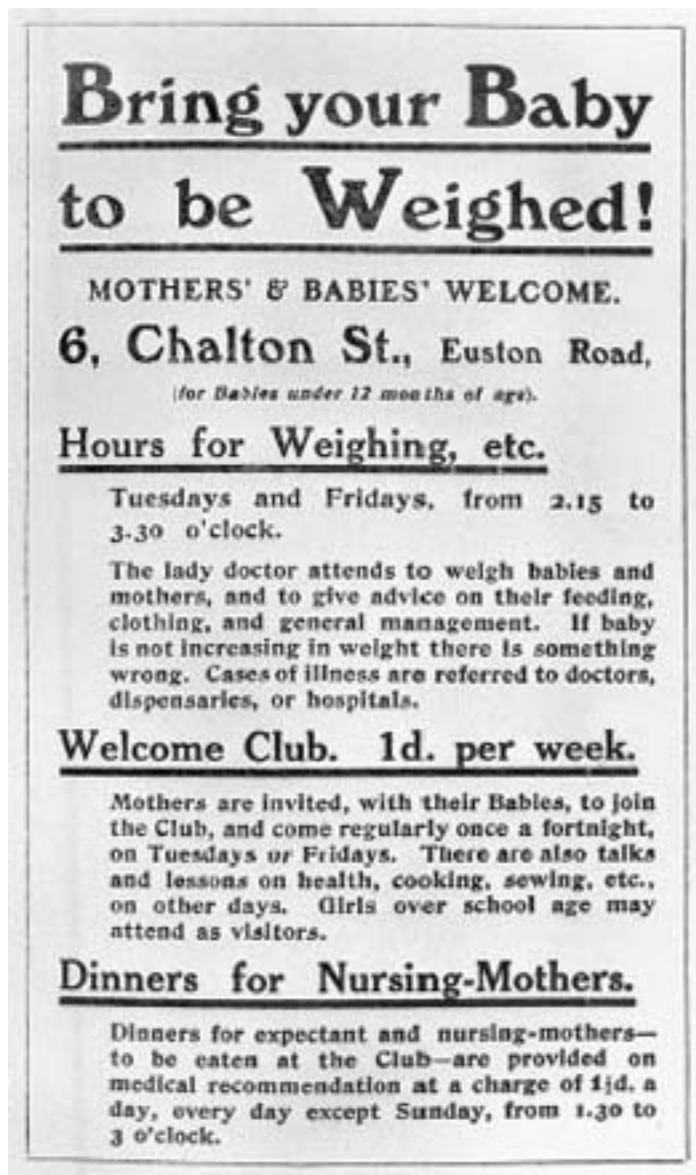 Bring your Baby
to be Weighed!
MOTHERS' & BABIES' WELCOME.
6, Chalton St., Euston Road,
(for Babies under 12 months of age).
Hours for Weighing, etc.
Tuesdays and Fridays, from 2.15 to
3.30 o'clock.
The lady doctor attends to weigh babies and
mothers, and to give advice on their feeding,
clothing, and general management. If baby
is not increasing in weight there is something
wrong. Cases of illness are referred to doctors,
dispensaries, or hospitals.
Welcome Club. 1d. per week.
Mothers are invited, with their Babies, to join
the Club, and come regularly once a fortnight,
on Tuesdays or Fridays. There are also talks
and lessons on health, cooking, sewing, etc.,
on other days. Girls over school age may
attend as visitors.
Dinners for Nursing-Mothers.
Dinners for expectant and nursing-mothers—
to be eaten at the Club—are provided on
medical recommendation at a charge of a
day, every day except Sunday, from 1.30 to
3 o'clock.